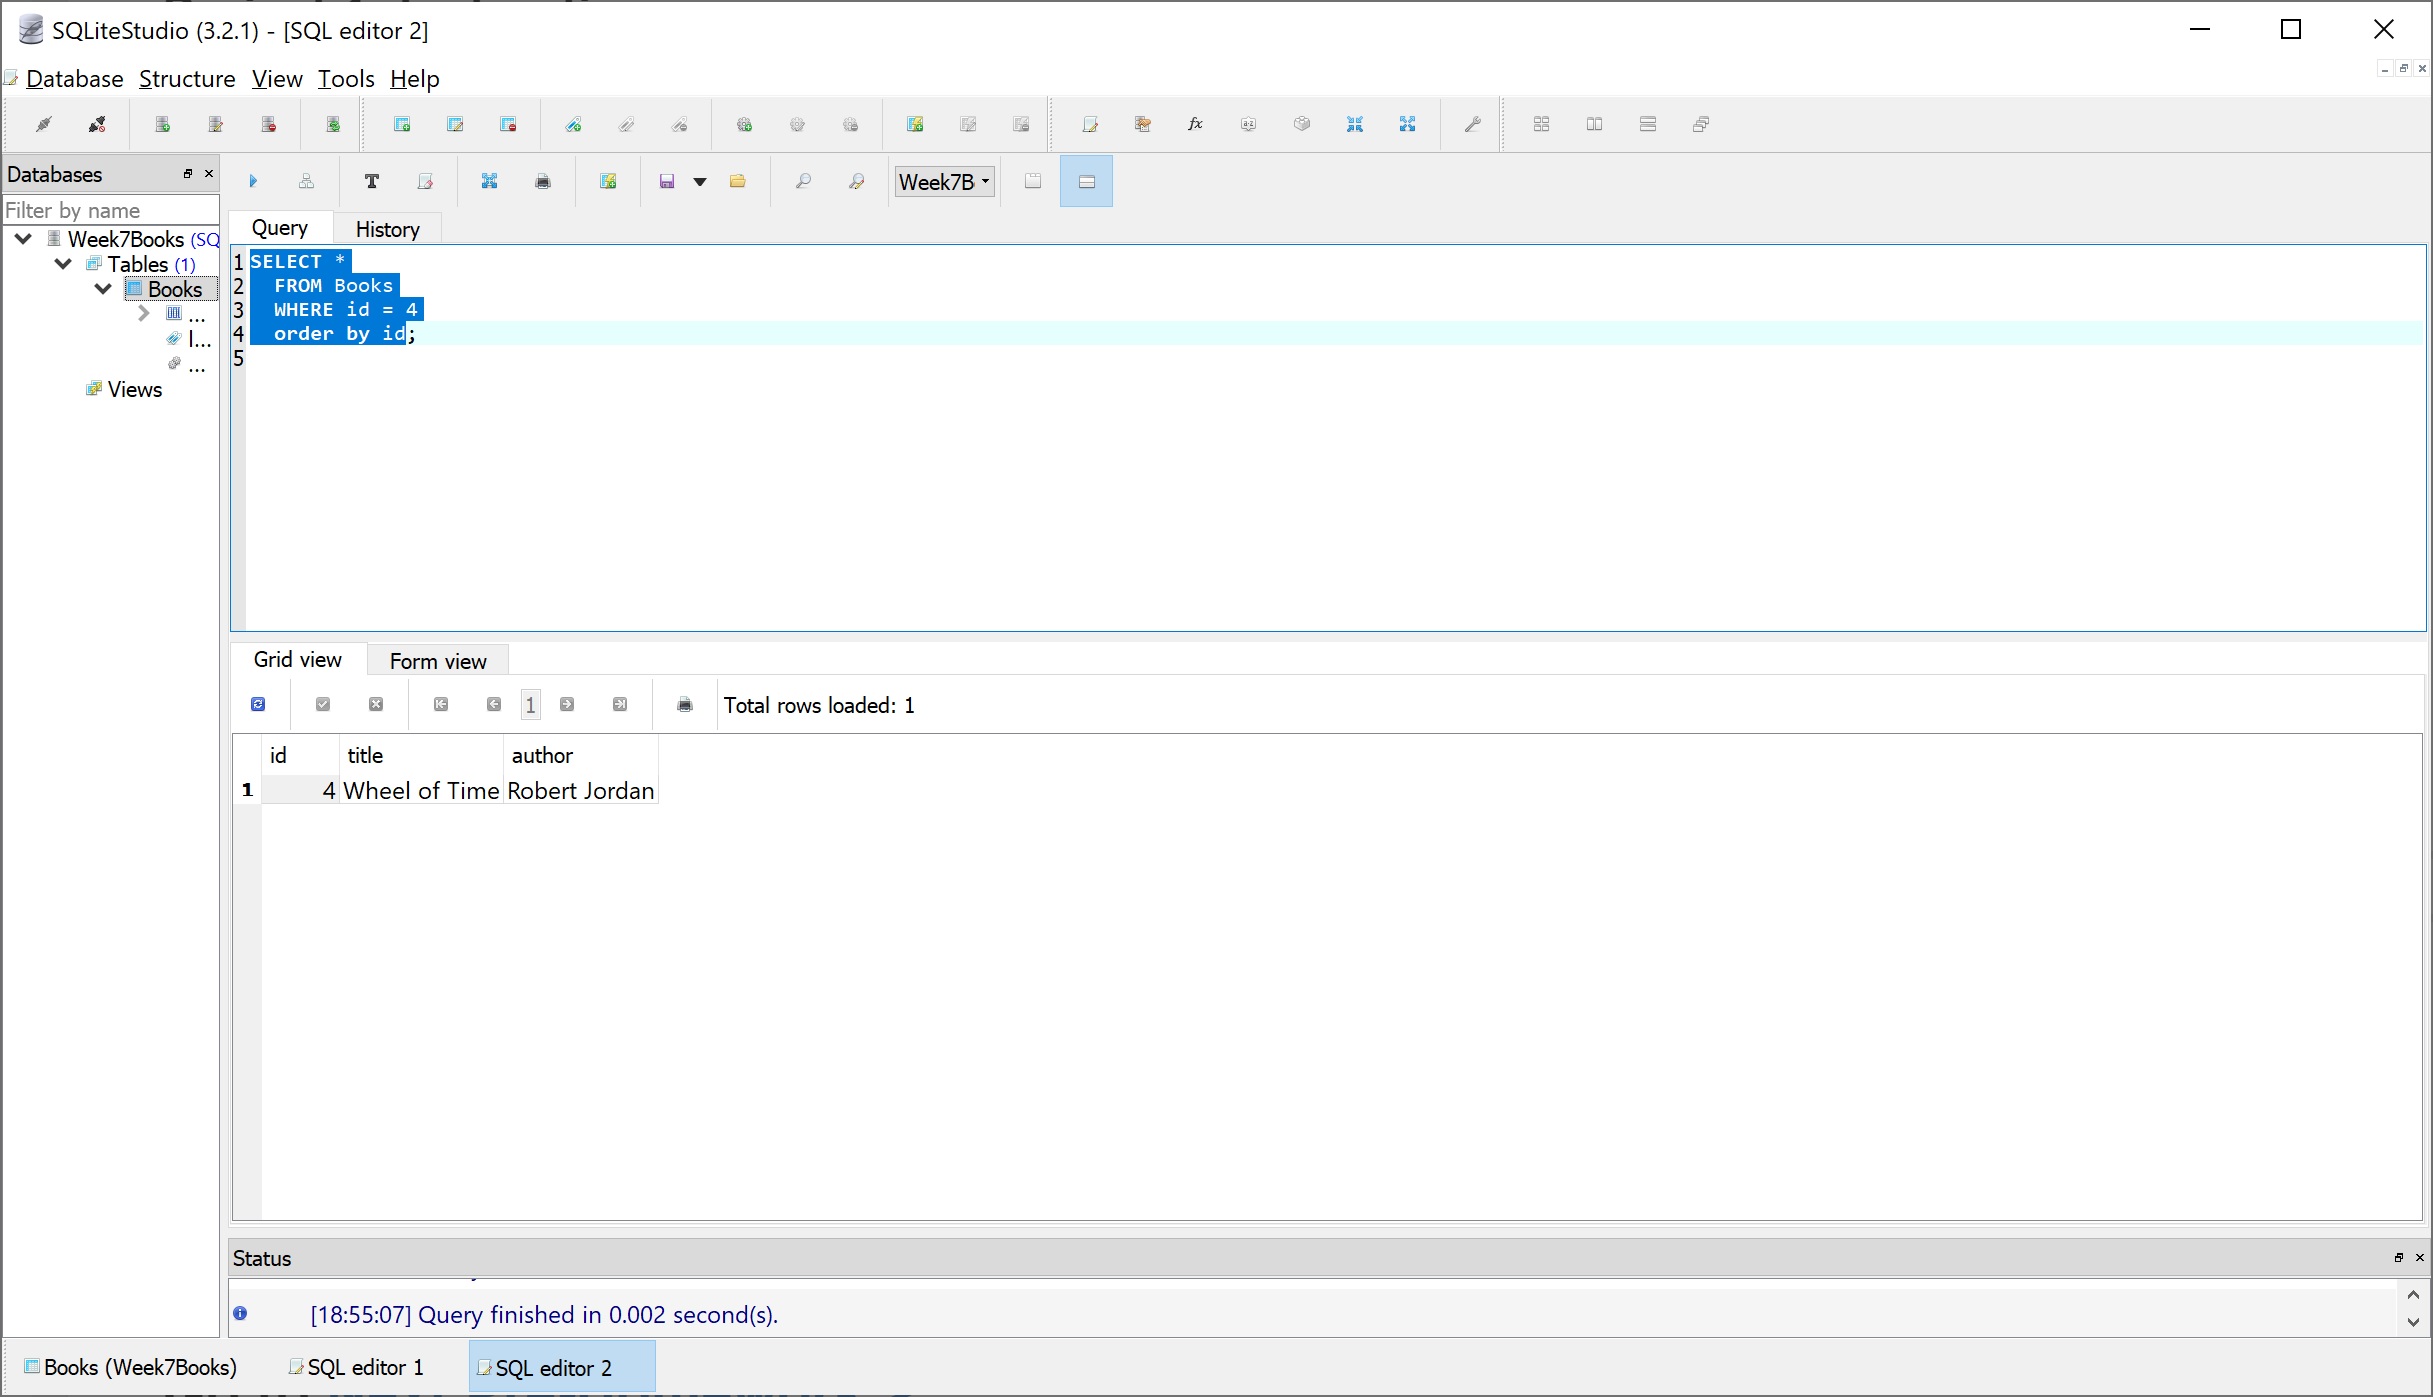 SQLiteStudio (3.2.1) - [SQL editor 2]
Database Structure View Tools Help
Databases
Filter by name
Week7B
Query History
Week7Books (SQ
Tables (1)
Books
...
I...
...
Views
1 SELECT *
2 FROM Books
3 WHERE id = 4
4 order by id;
5
Grid view Form view
1 Total rows loaded: 1
id title author
1 4 Wheel of Time Robert Jordan
Status
[18:55:07] Query finished in 0.002 second(s).
Books (Week7Books) SQL editor 1 SQL editor 2